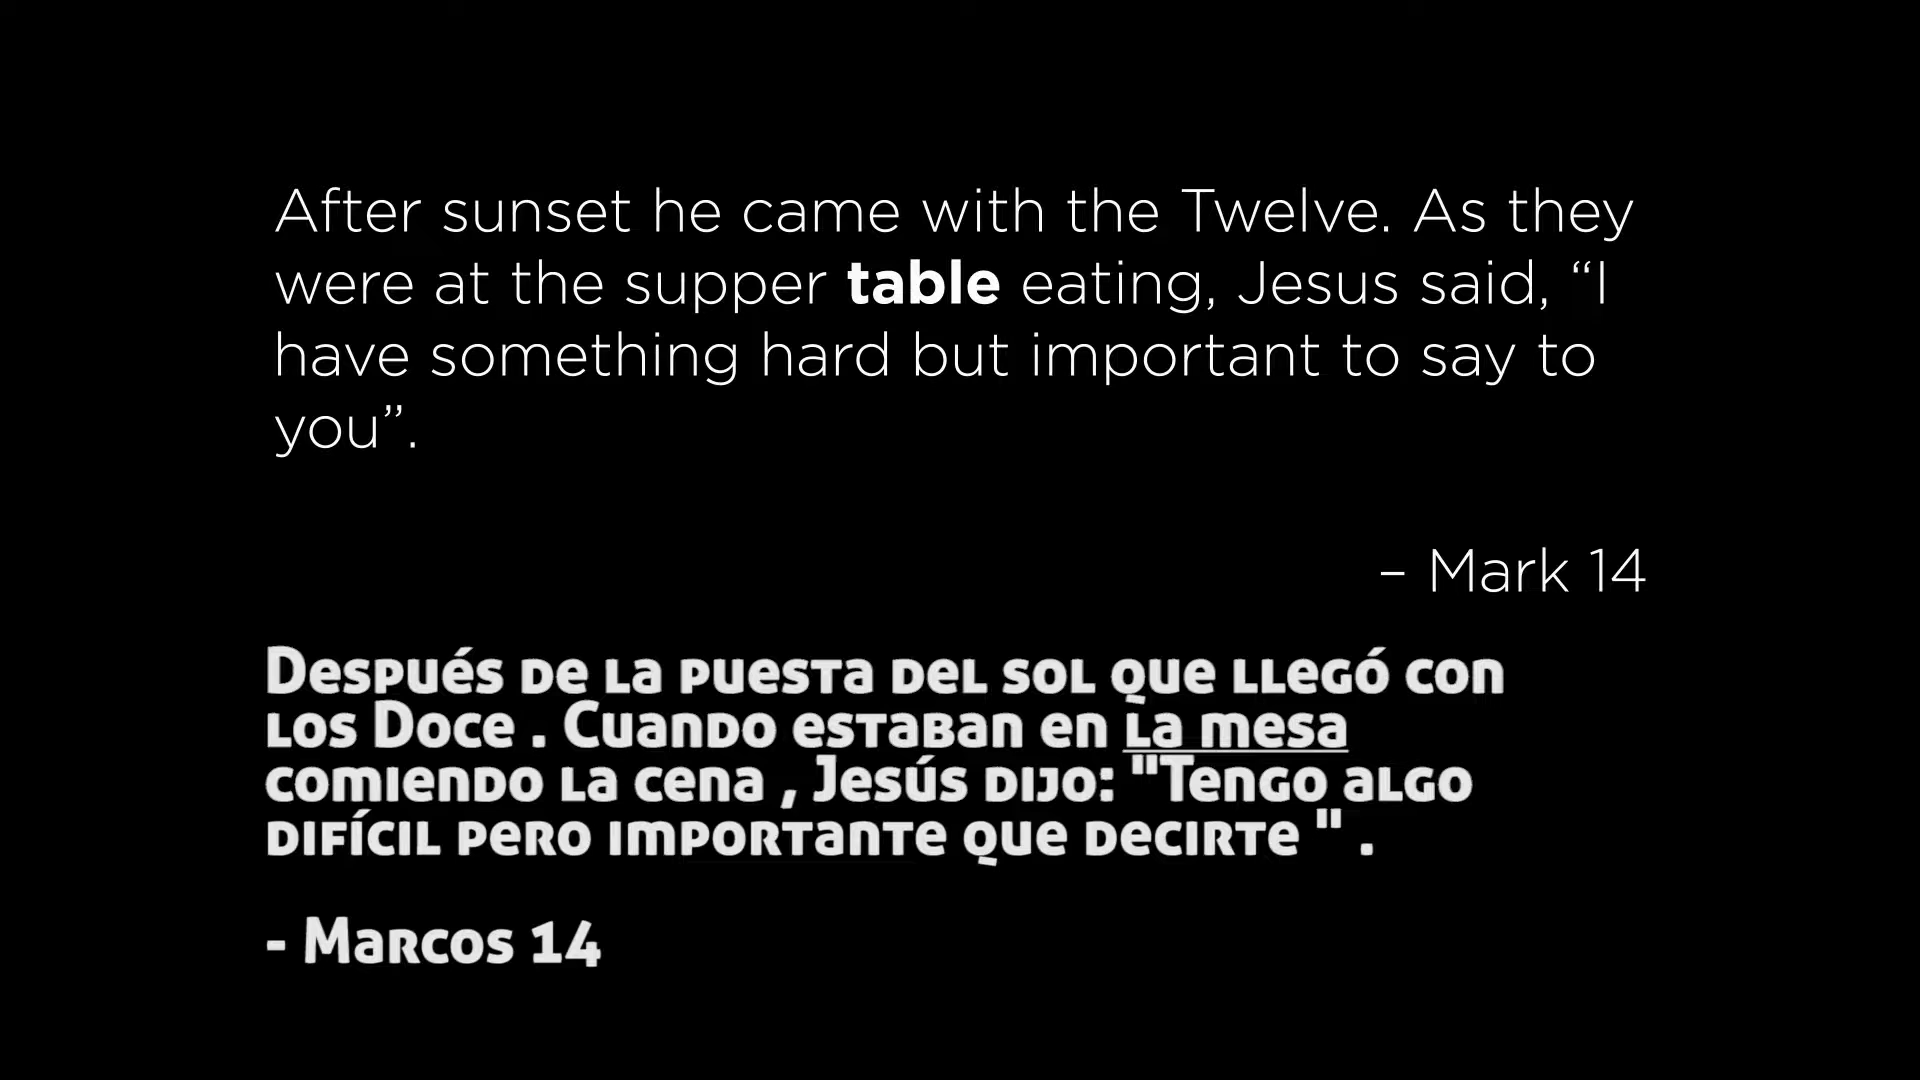 After sunset he came with the Twelve. As they
were at the supper table eating, Jesus said, “I
have something hard but important to say to
you”.
– Mark 14
Después de la puesta del sol que llegó con
los Doce . Cuando estaban en la mesa
comiendo la cena , Jesús dijo: "Tengo algo
difícil pero importante que decirte " .
- Marcos 14